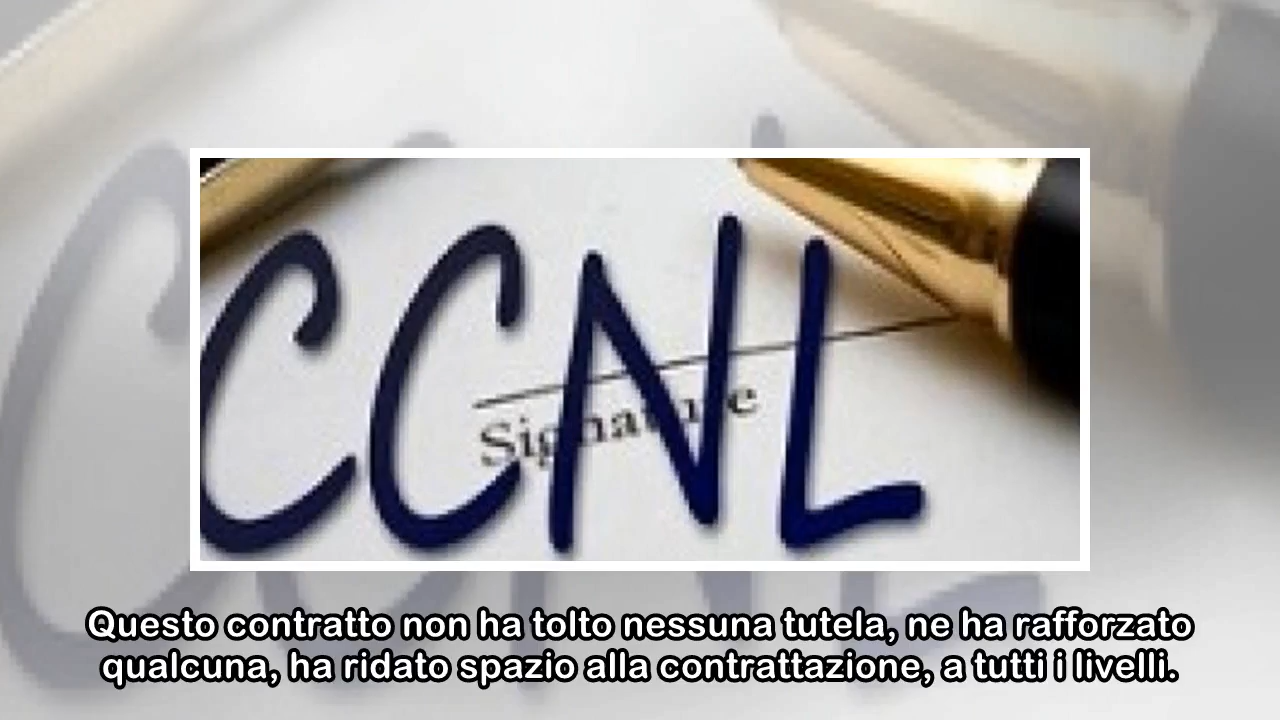 CCNL
Signature
Questo contratto non ha tolto nessuna tutela, ne ha rafforzato
qualcuna, ha ridato spazio alla contrattazione, a tutti i livelli.